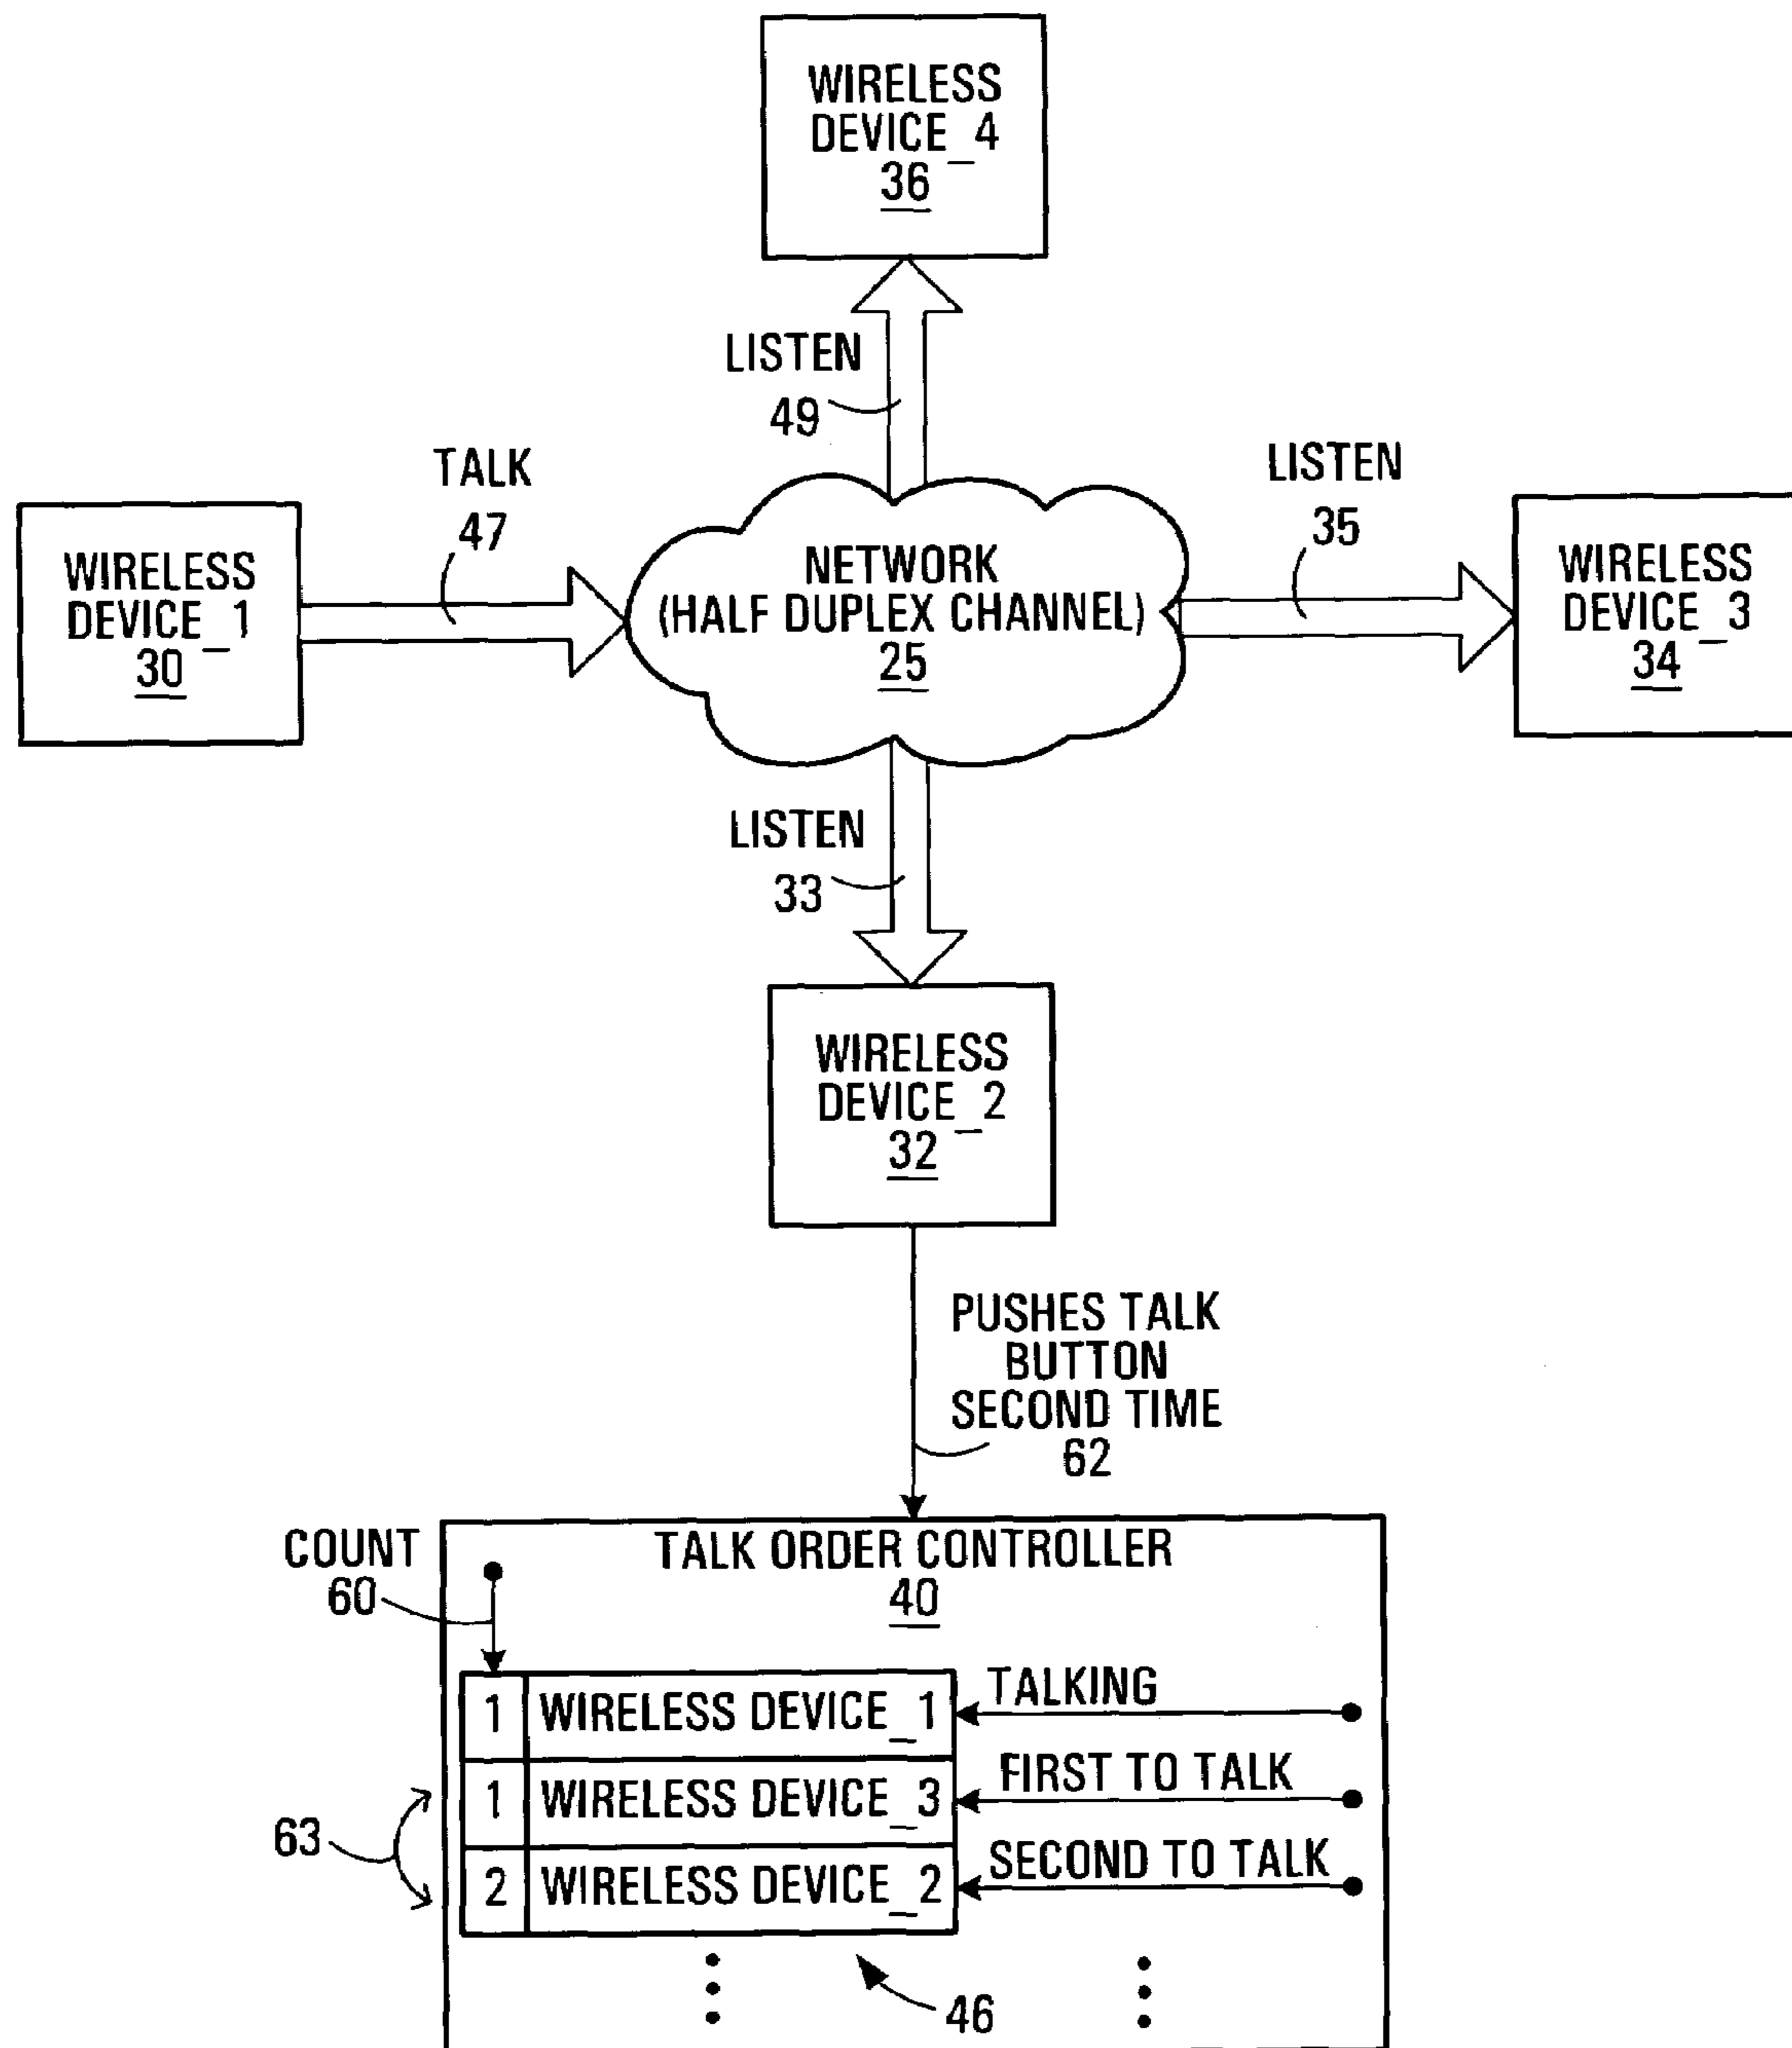 WIRELESS
DEVICE_4
36
LISTEN
49
TALK
47
LISTEN
35
WIRELESS
DEVICE_1
30
NETWORK
(HALF DUPLEX CHANNEL)
25
WIRELESS
DEVICE_3
34
LISTEN
33
WIRELESS
DEVICE_2
32
PUSHES TALK
BUTTON
SECOND TIME
62
COUNT
60
TALK ORDER CONTROLLER
40
1 WIRELESS DEVICE_1 TALKING
1 WIRELESS DEVICE_3 FIRST TO TALK
63
2 WIRELESS DEVICE_2 SECOND TO TALK
46